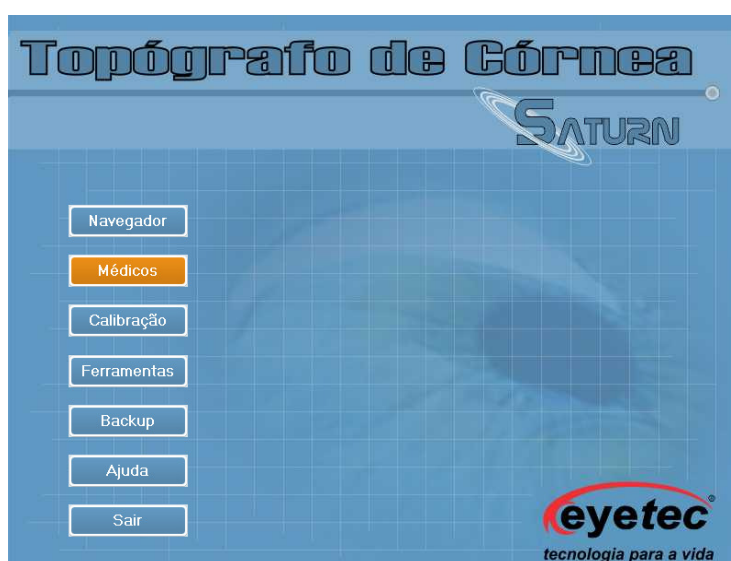 Topógrafo de Córnea
SATURN
Navegador
Médicos
Calibração
Ferramentas
Backup
Ajuda
Sair
eyetec®
tecnologia para a vida